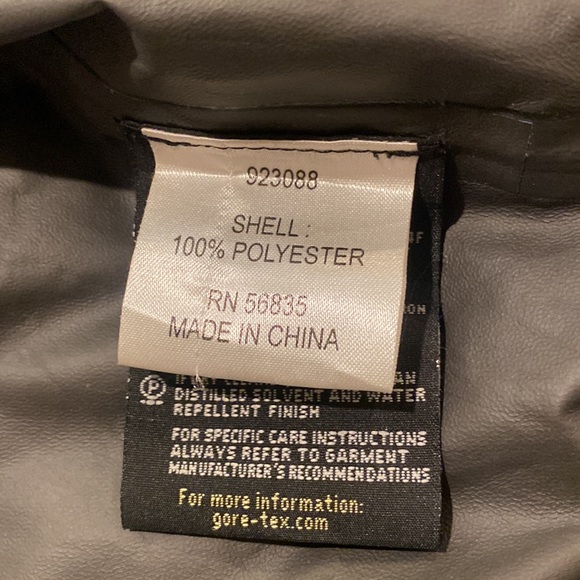 923088
SHELL :
100% POLYESTER
RN 56835
MADE IN CHINA
P
DISTILLED SOLVENT AND WATER
REPELLENT FINISH
FOR SPECIFIC CARE INSTRUCTIONS
ALWAYS REFER TO GARMENT
MANUFACTURER'S RECOMMENDATIONS
For more information:
gore-tex.com